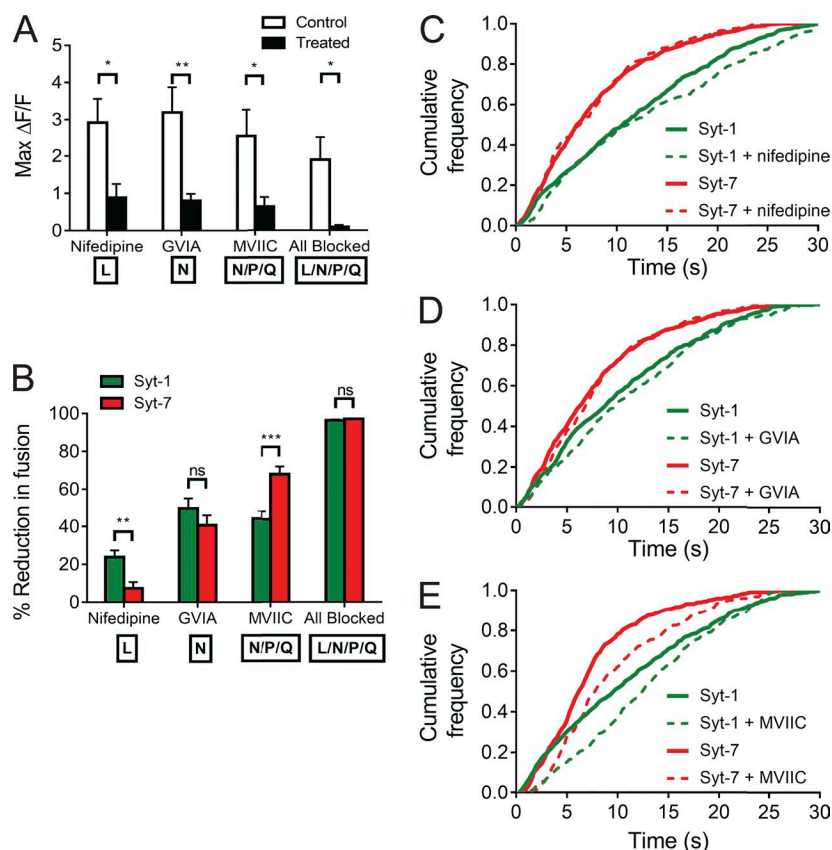 A
Control
Treated
Max ΔF/F
5
4
3
2
1
0
* ** * *
Nifedipine GVIA MVIIC All Blocked
L N N/P/Q L/N/P/Q
B
Syt-1
Syt-7
% Reduction in fusion
100
80
60
40
20
0
** ns *** ns
Nifedipine GVIA MVIIC All Blocked
L N N/P/Q L/N/P/Q
C
Cumulative
frequency
1.0
0.8
0.6
0.4
0.2
0.0
Syt-1
Syt-1 + nifedipine
Syt-7
Syt-7 + nifedipine
0 5 10 15 20 25 30
Time (s)
D
Cumulative
frequency
1.0
0.8
0.6
0.4
0.2
0.0
Syt-1
Syt-1 + GVIA
Syt-7
Syt-7 + GVIA
0 5 10 15 20 25 30
Time (s)
E
Cumulative
frequency
1.0
0.8
0.6
0.4
0.2
0.0
Syt-1
Syt-1 + MVIIC
Syt-7
Syt-7 + MVIIC
0 5 10 15 20 25 30
Time (s)